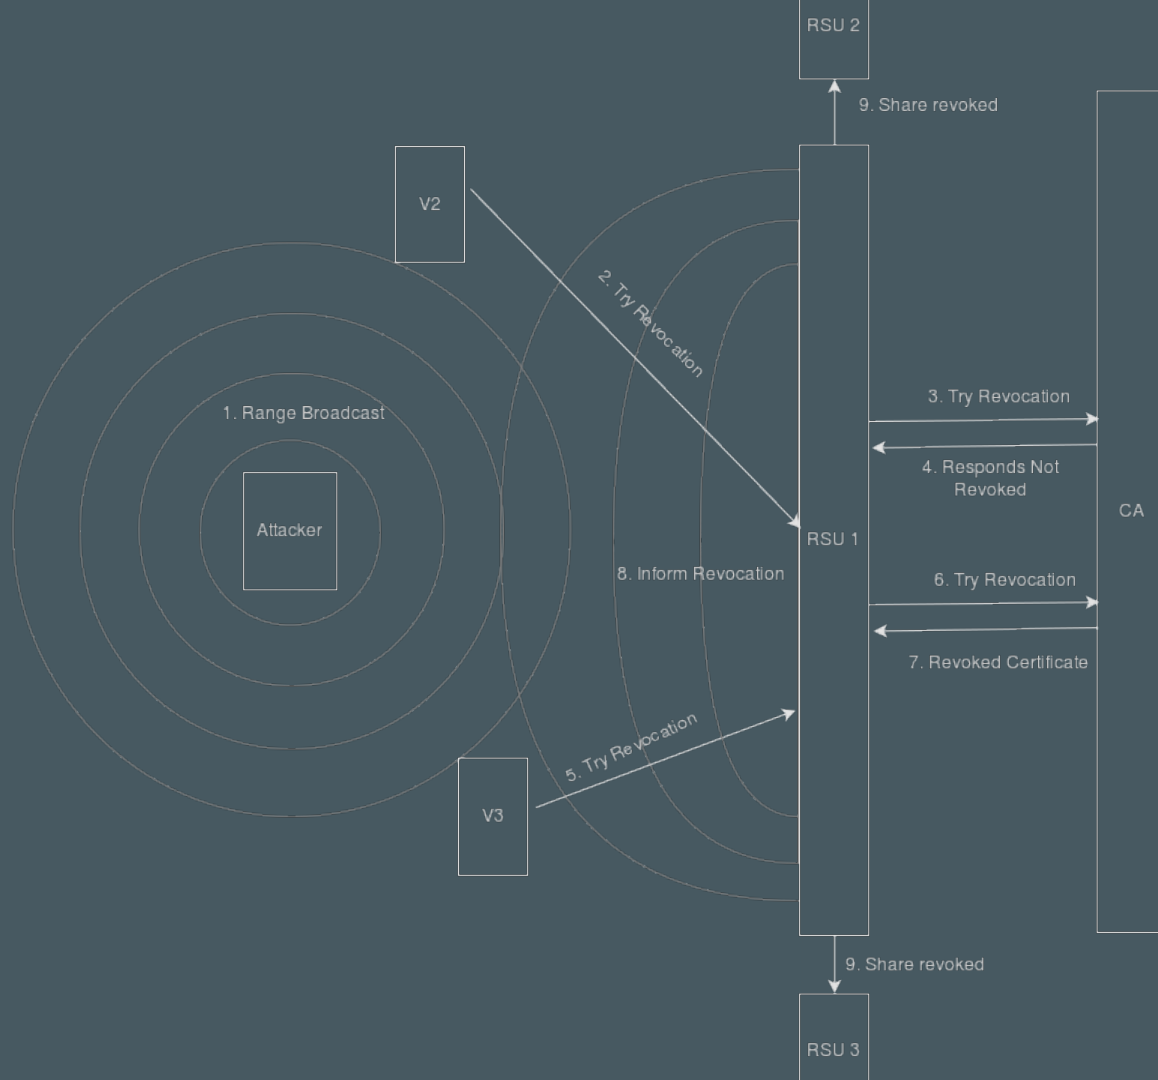 RSU 2
9. Share revoked
V2
2. Try Revocation
1. Range Broadcast
3. Try Revocation
4. Responds Not
Revoked
CA
Attacker
RSU 1
8. Inform Revocation
6. Try Revocation
7. Revoked Certificate
5. Try Revocation
V3
9. Share revoked
RSU 3